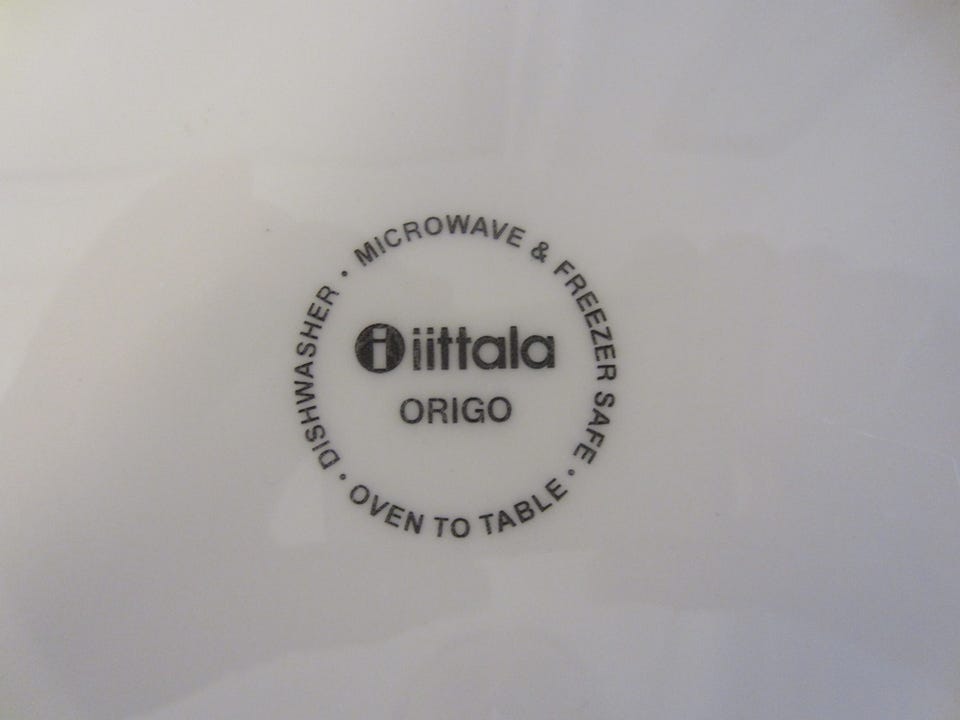 DISHWASHER · MICROWAVE & FREEZER SAFE · OVEN TO TABLE ·
i iittala
ORIGO